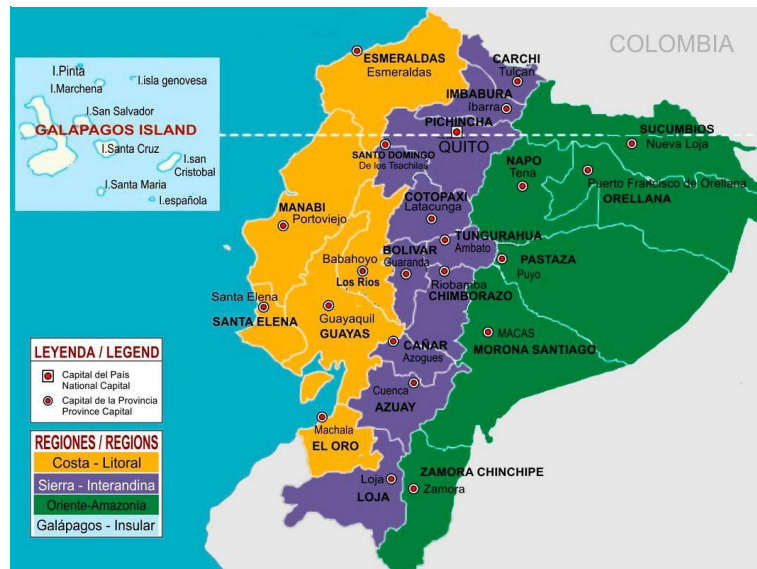 COLOMBIA
I.Pinta
I.Marchena
I.isla genovesa
I.San Salvador
GALAPAGOS ISLAND
I.Santa Cruz
I.san
Cristobal
I.Santa Maria
I.española
ESMERALDAS
Esmeraldas
CARCHI
Tulcan
IMBABURA
Ibarra
PICHINCHA
QUITO
SUCUMBIOS
Nueva Loja
SANTO DOMINGO
De los Tsachilas
NAPO
Tena
Puerto Francisco de Orellana
ORELLANA
COTOPAXI
Latacunga
MANABI
Portoviejo
TUNGURAHUA
Ambato
BOLIVAR
Guaranda
PASTAZA
Puyo
Babahoyo
Los Rios
Riobamba
CHIMBORAZO
Santa Elena
SANTA ELENA
Guayaquil
GUAYAS
MACAS
MORONA SANTIAGO
CAÑAR
Azogues
Cuenca
AZUAY
Machala
EL ORO
ZAMORA CHINCHIPE
Zamora
Loja
LOJA
LEYENDA / LEGEND
Capital del País
National Capital
Capital de la Provincia
Province Capital
REGIONES / REGIONS
Costa - Litoral
Sierra - Interandina
Oriente-Amazonía
Galápagos - Insular